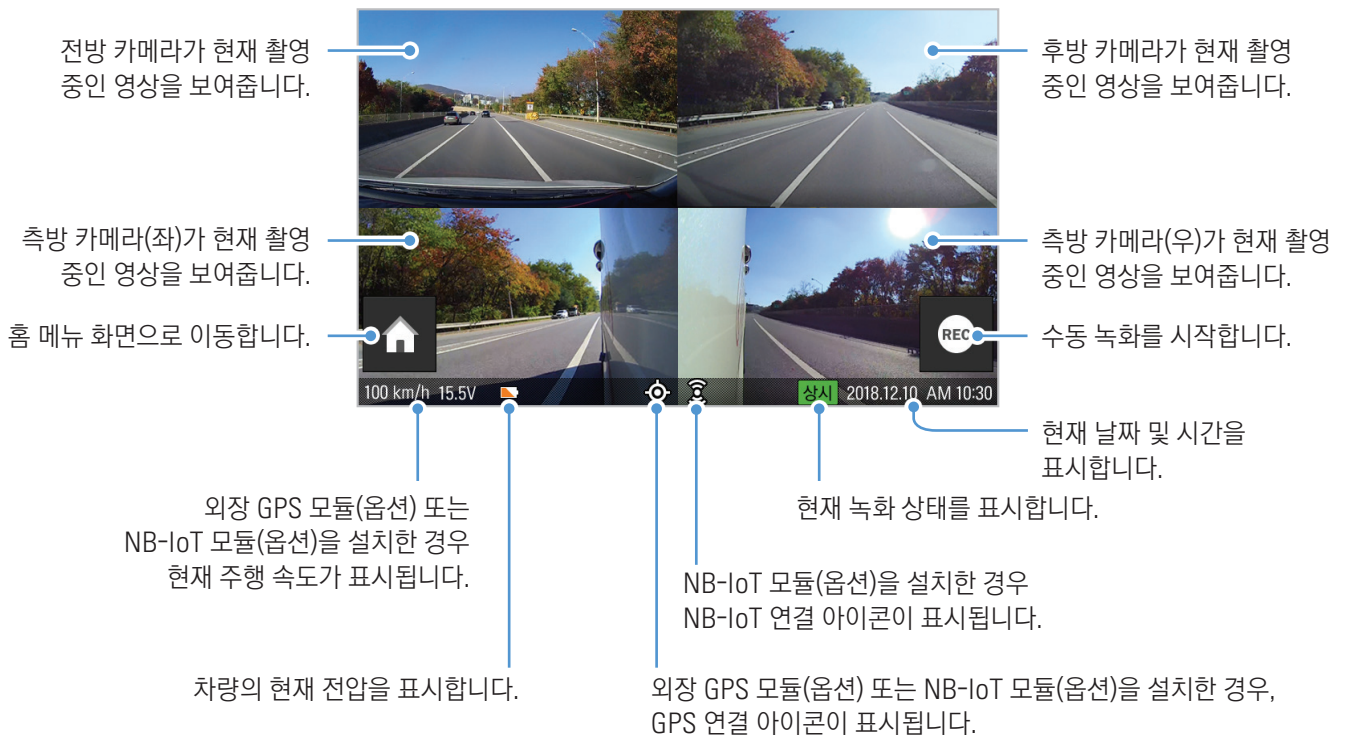 전방 카메라가 현재 촬영
중인 영상을 보여줍니다.
후방 카메라가 현재 촬영
중인 영상을 보여줍니다.
측방 카메라(좌)가 현재 촬영
중인 영상을 보여줍니다.
측방 카메라(우)가 현재 촬영
중인 영상을 보여줍니다.
홈 메뉴 화면으로 이동합니다.
REC
수동 녹화를 시작합니다.
100 km/h 15.5V
상시 2018.12.10 AM 10:30
현재 날짜 및 시간을
표시합니다.
외장 GPS 모듈(옵션) 또는
NB-IoT 모듈(옵션)을 설치한 경우
현재 주행 속도가 표시됩니다.
현재 녹화 상태를 표시합니다.
NB-IoT 모듈(옵션)을 설치한 경우
NB-IoT 연결 아이콘이 표시됩니다.
차량의 현재 전압을 표시합니다.
외장 GPS 모듈(옵션) 또는 NB-IoT 모듈(옵션)을 설치한 경우,
GPS 연결 아이콘이 표시됩니다.